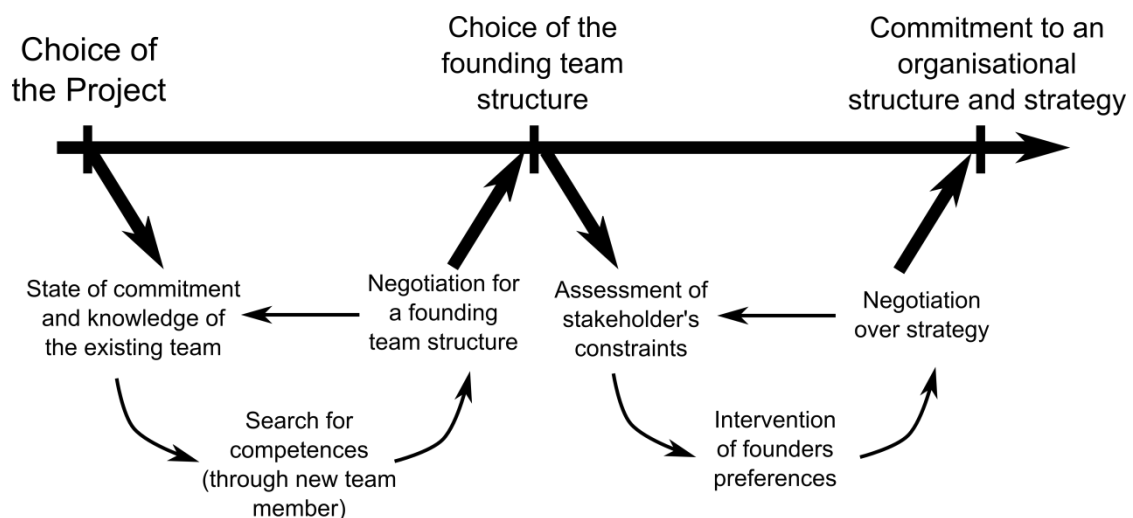 Choice of
the Project
Choice of the
founding team
structure
Commitment to an
organisational
structure and strategy
State of commitment
and knowledge of
the existing team
Negotiation for
a founding
team structure
Assessment of
stakeholder's
constraints
Negotiation
over strategy
Search for
competences
(through new team
member)
Intervention
of founders
preferences